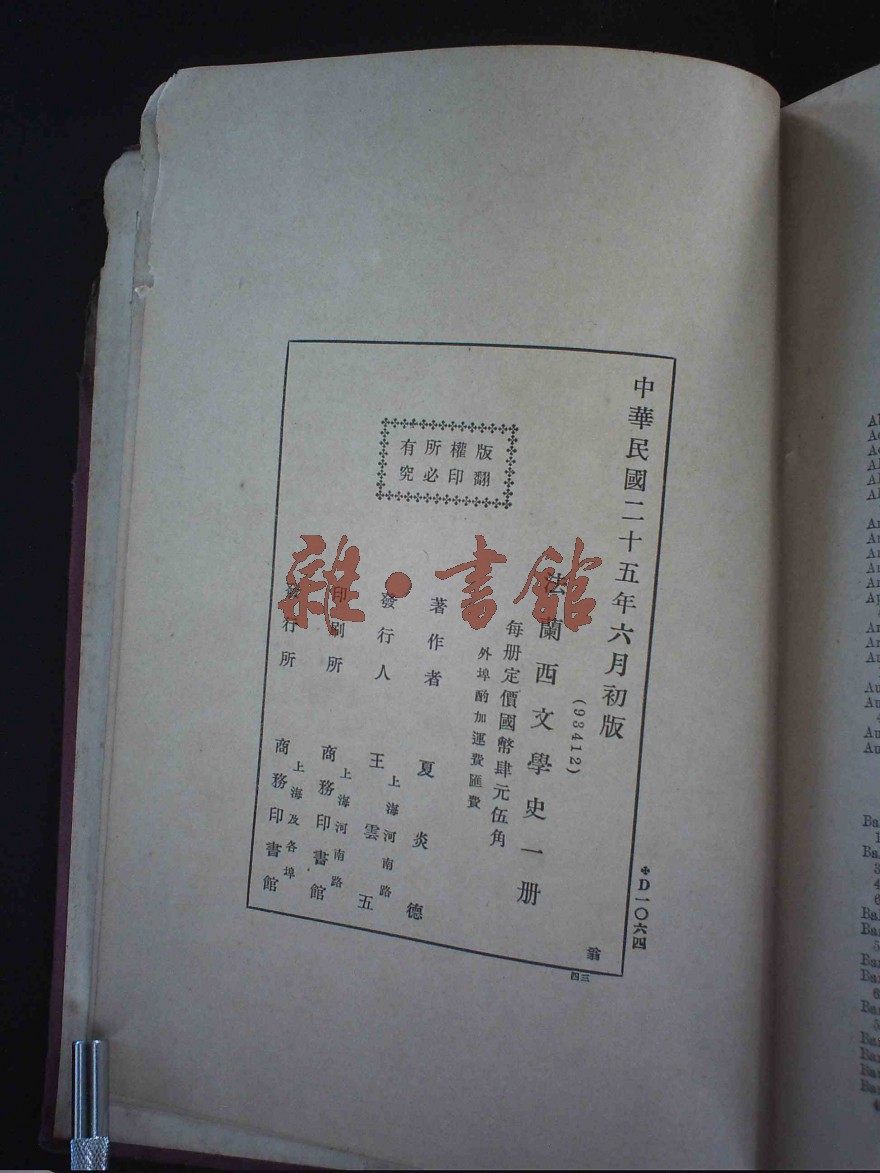 中華民國二十五年六月初版
✤D一〇六四
(93412)
法蘭西文學史一册
每册定價國幣肆元伍角
外埠酌加運費匯費
版權所有
翻印必究
著作者 夏炎德
發行人 王雲五
上海河南路
印刷所 商務印書館
上海河南路
發行所 商務印書館
上海及各埠
翁
三四
雜·書館